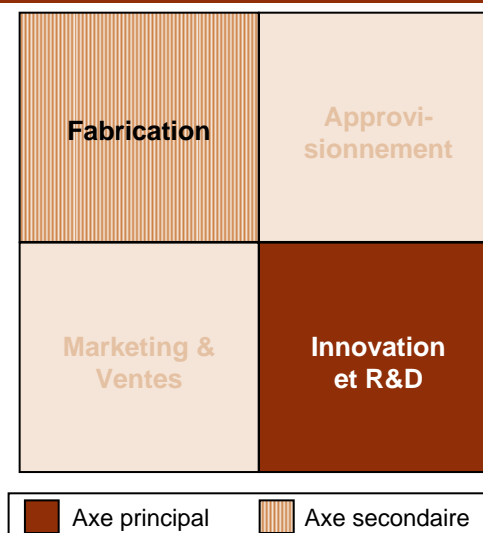 Fabrication
Approvi-
sionnement
Marketing &
Ventes
Innovation
et R&D
Axe principal
Axe secondaire